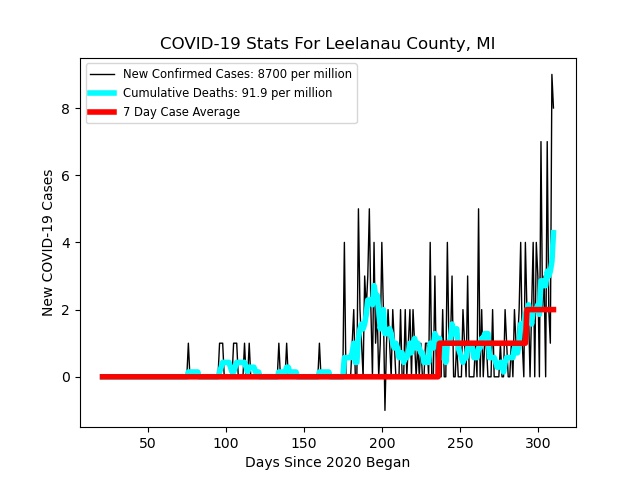 COVID-19 Stats For Leelanau County, MI
New Confirmed Cases: 8700 per million
Cumulative Deaths: 91.9 per million
7 Day Case Average
New COVID-19 Cases
8
6
4
2
0
50 100 150 200 250 300
Days Since 2020 Began